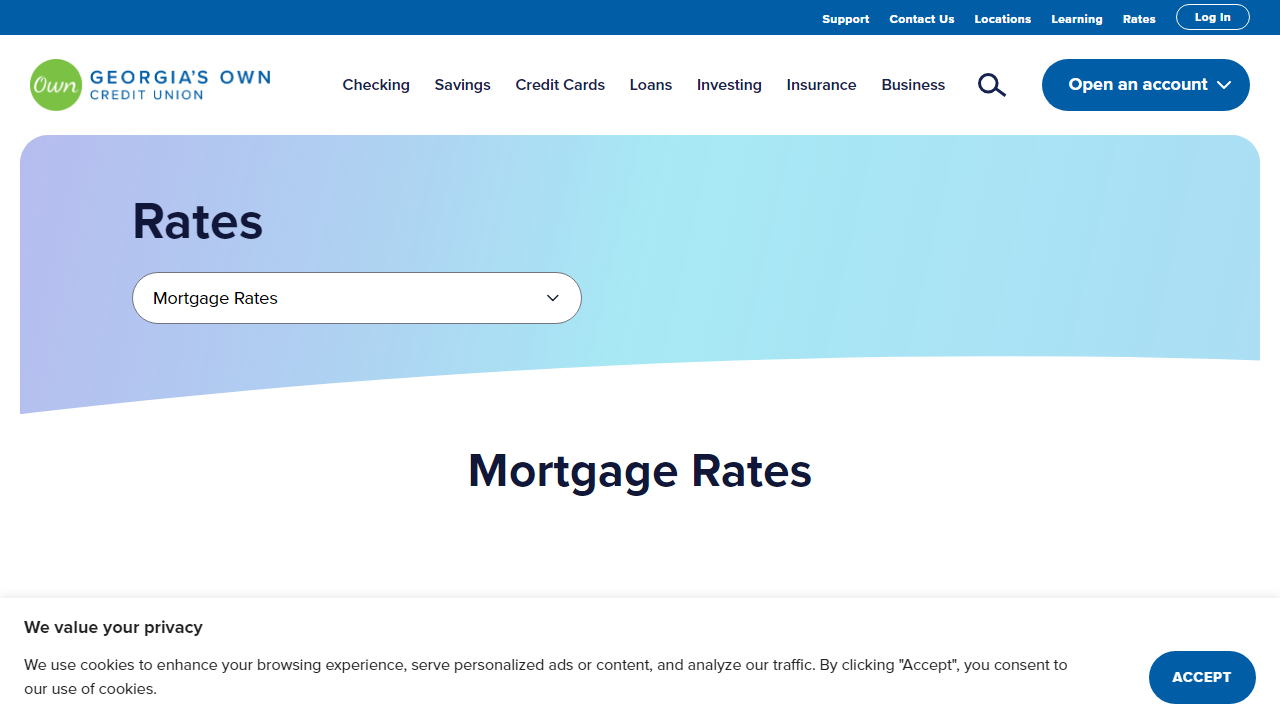 Support Contact Us Locations Learning Rates Log In
Own GEORGIA'S OWN
CREDIT UNION
Checking Savings Credit Cards Loans Investing Insurance Business
Open an account
Rates
Mortgage Rates
Mortgage Rates
We value your privacy
We use cookies to enhance your browsing experience, serve personalized ads or content, and analyze our traffic. By clicking "Accept", you consent to
our use of cookies.
ACCEPT